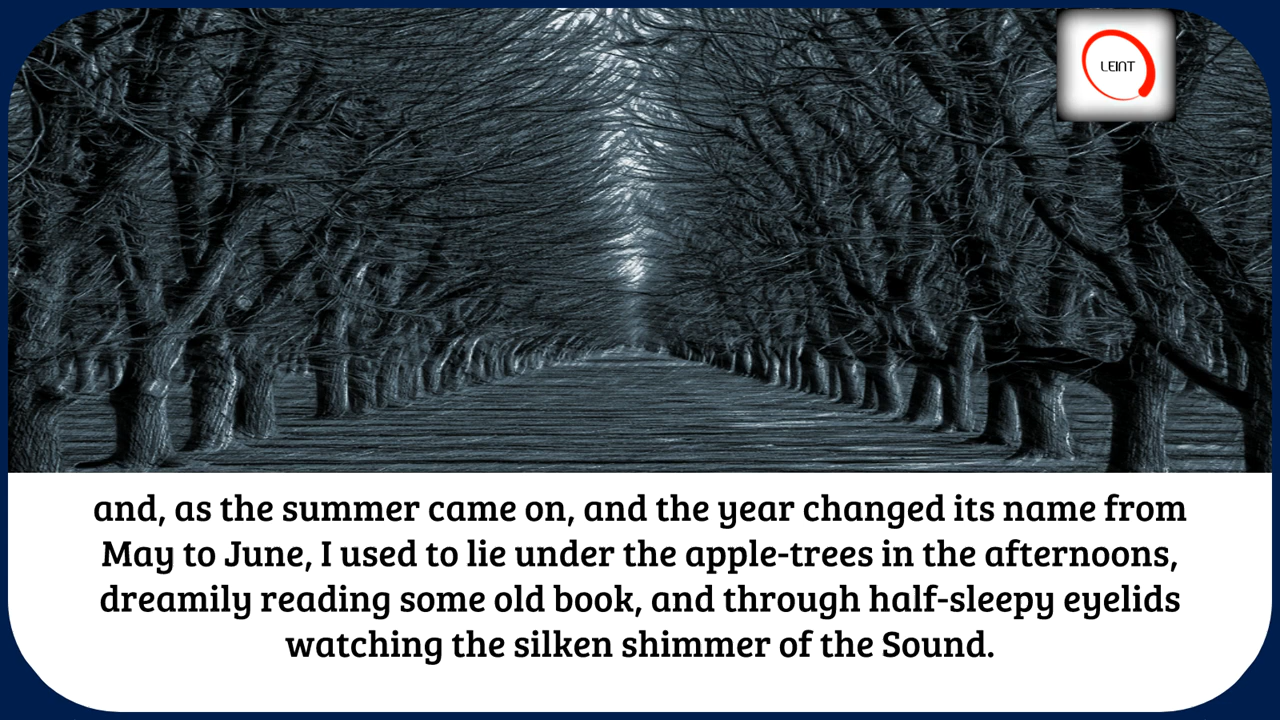 LEINT
and, as the summer came on, and the year changed its name from
May to June, I used to lie under the apple-trees in the afternoons,
dreamily reading some old book, and through half-sleepy eyelids
watching the silken shimmer of the Sound.